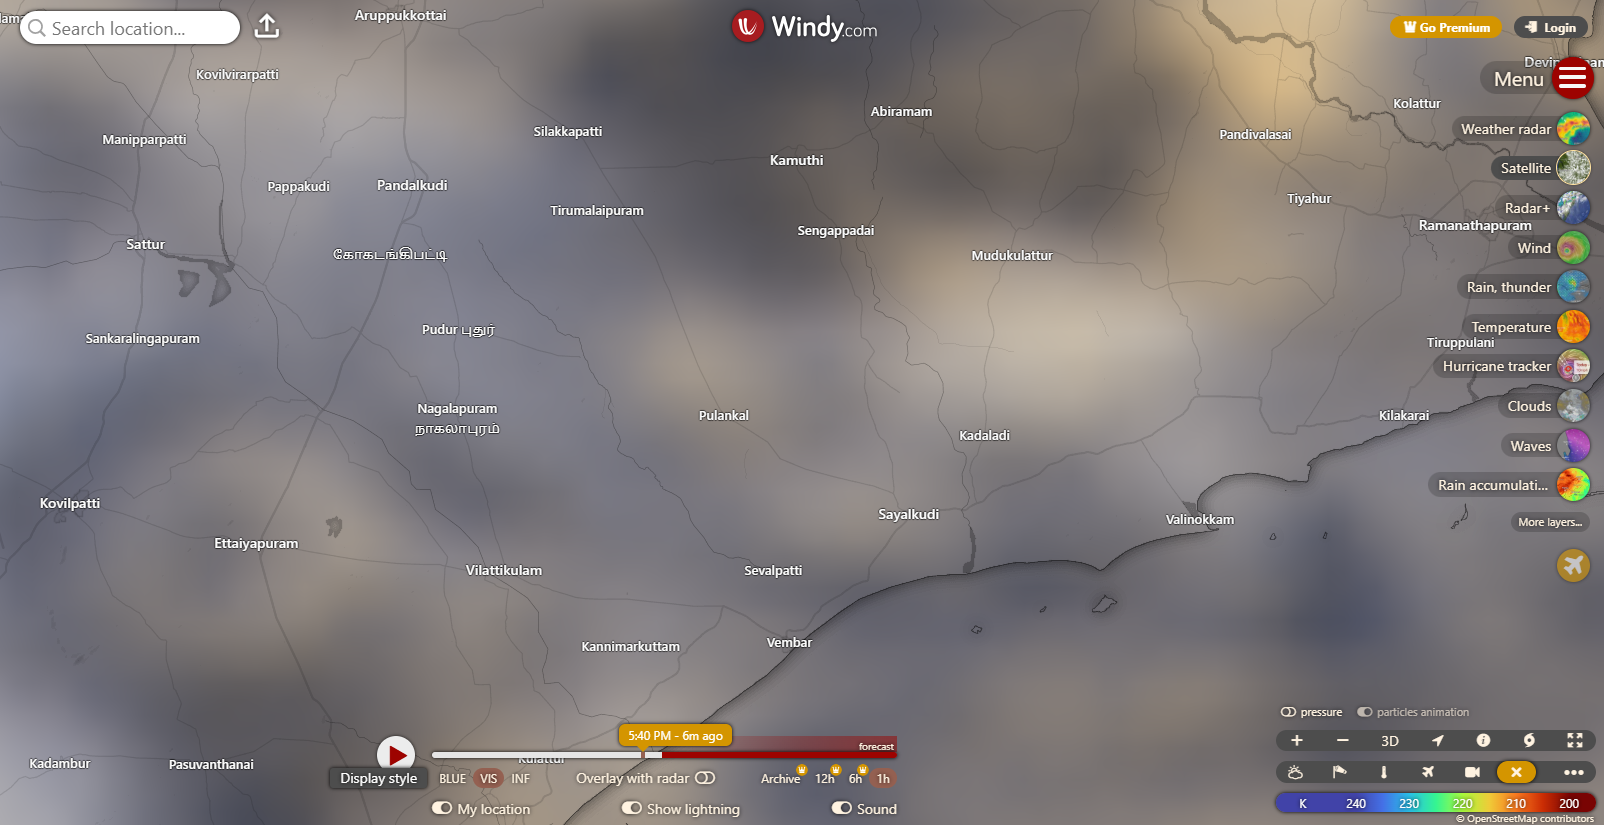 Search location...
Windy.com
Go Premium
Login
Aruppukkottai
Kovilvirarpatti
Menu
Kolattur
Abiramam
Weather radar
Silakkapatti
Pandivalasai
Manipparpatti
Kamuthi
Satellite
Pappakudi
Pandalkudi
Tiyahur
Radar+
Tirumalaipuram
Ramanathapuram
Sengappadai
Sattur
Wind
கோகடங்கிபட்டி
Mudukulattur
Rain, thunder
Pudur புதுர்
Temperature
Sankaralingapuram
Tiruppulani
Hurricane tracker
Nagalapuram
நாகலாபுரம்
Clouds
Pulankal
Kilakarai
Kadaladi
Waves
Rain accumulati...
Kovilpatti
Sayalkudi
Valinokkam
More layers...
Ettaiyapuram
Vilattikulam
Sevalpatti
Kannimarkuttam
Vembar
pressure
particles animation
5:40 PM - 6m ago
forecast
3D
Kadambur
Pasuvanthanai
Display style
BLUE VIS INF
Overlay with radar
Archive 12h 6h 1h
My location
Show lightning
Sound
K 240 230 220 210 200
© OpenStreetMap contributors